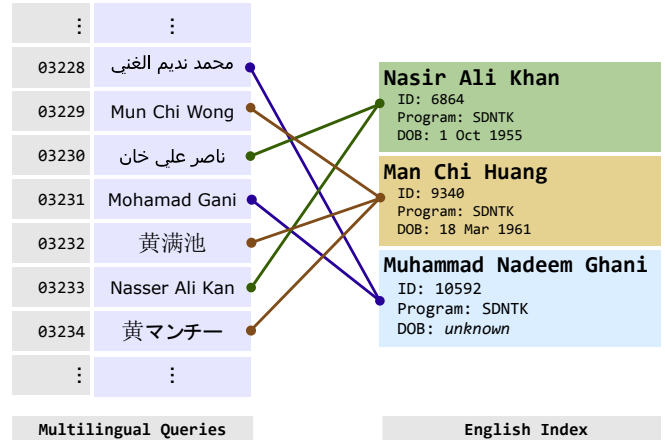 ⋮ ⋮
03228 محمد نديم الغني
03229 Mun Chi Wong
03230 ناصر علي خان
03231 Mohamad Gani
03232 黄满池
03233 Nasser Ali Kan
03234 黄マンチー
⋮ ⋮
Multilingual Queries
Nasir Ali Khan
ID: 6864
Program: SDNTK
DOB: 1 Oct 1955
Man Chi Huang
ID: 9340
Program: SDNTK
DOB: 18 Mar 1961
Muhammad Nadeem Ghani
ID: 10592
Program: SDNTK
DOB: unknown
English Index